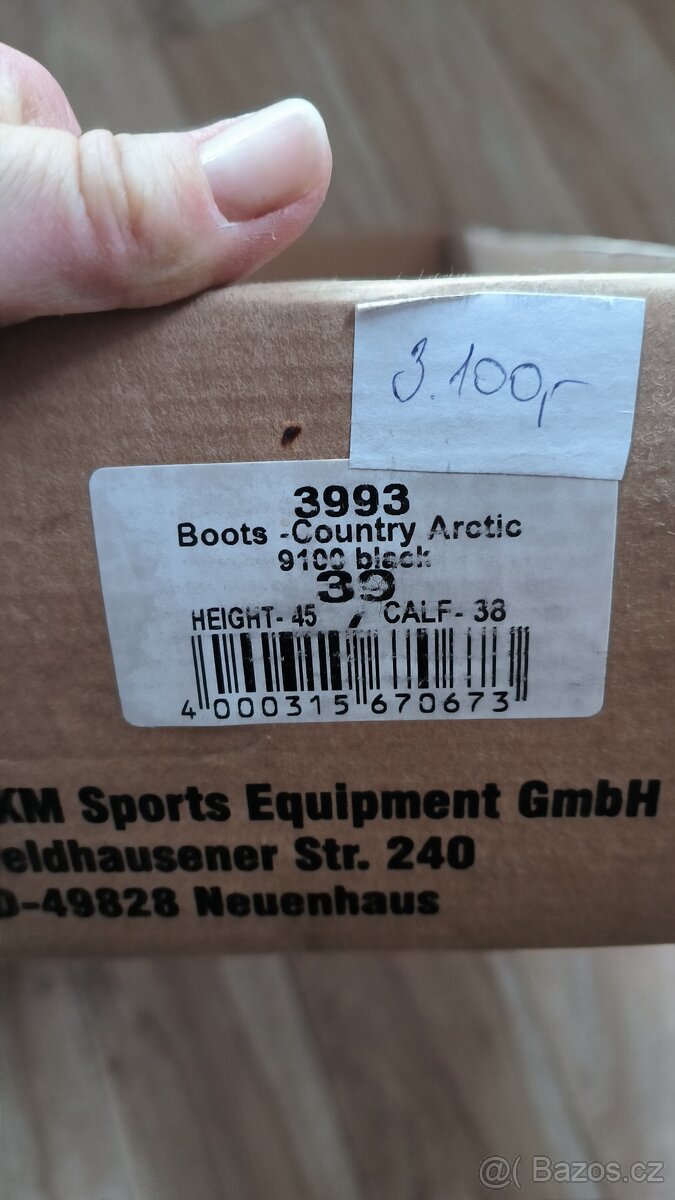 3.100,-
3993
Boots -Country Arctic
9100 black
39
HEIGHT- 45 / CALF- 38
4 000315 670673
KM Sports Equipment GmbH
eldhausener Str. 240
D-49828 Neuenhaus
@( Bazos.cz